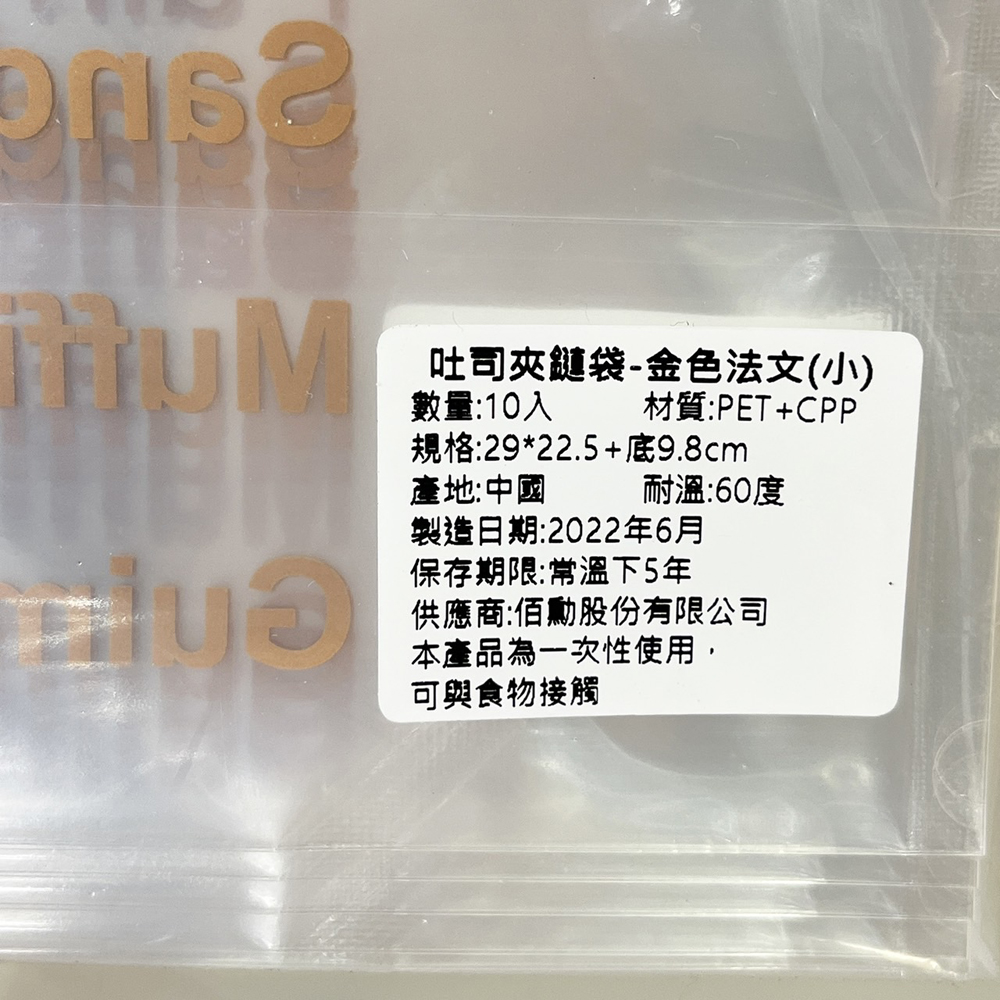 Sand
Muffi
Guim
吐司夾鏈袋-金色法文(小)
數量:10入 材質:PET+CPP
規格:29*22.5+底9.8cm
產地:中國 耐溫:60度
製造日期:2022年6月
保存期限:常溫下5年
供應商:佰勳股份有限公司
本產品為一次性使用，
可與食物接觸